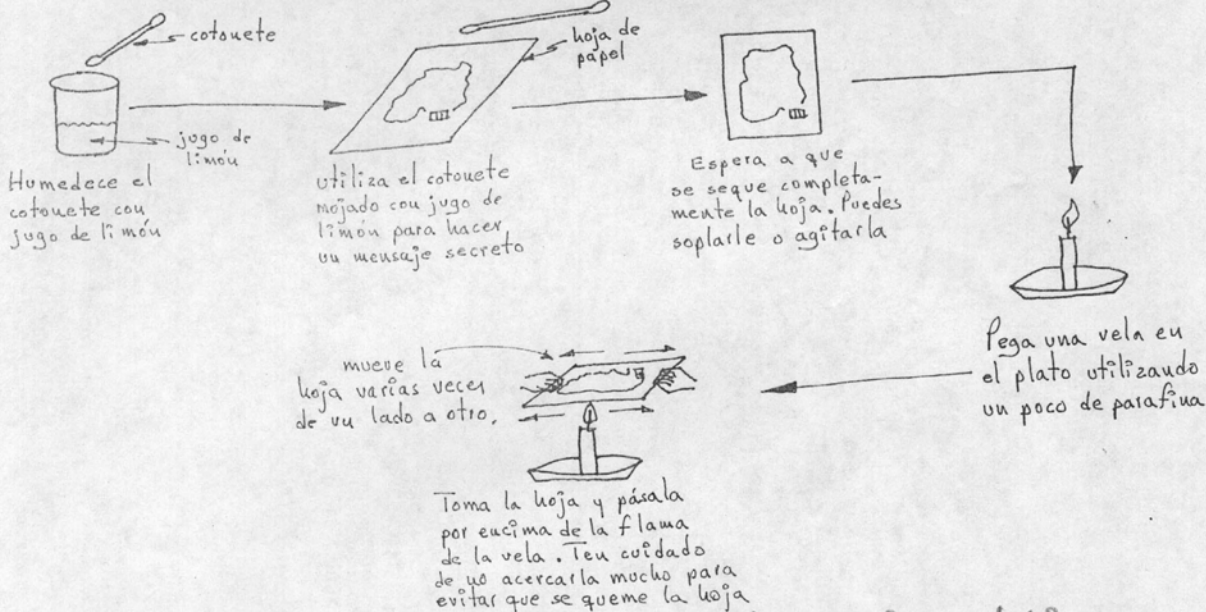 cotonete
hoja de
papel
jugo de
limón
Humedece el
cotonete con
jugo de limón
utiliza el cotonete
mojado con jugo de
limón para hacer
un mensaje secreto
Espera a que
se seque completa-
mente la hoja. Puedes
soplarle o agitarla
Pega una vela en
el plato utilizando
un poco de parafina
mueve la
hoja varias veces
de un lado a otro.
Toma la hoja y pásala
por encima de la flama
de la vela. Ten cuidado
de no acercarla mucho para
evitar que se queme la hoja